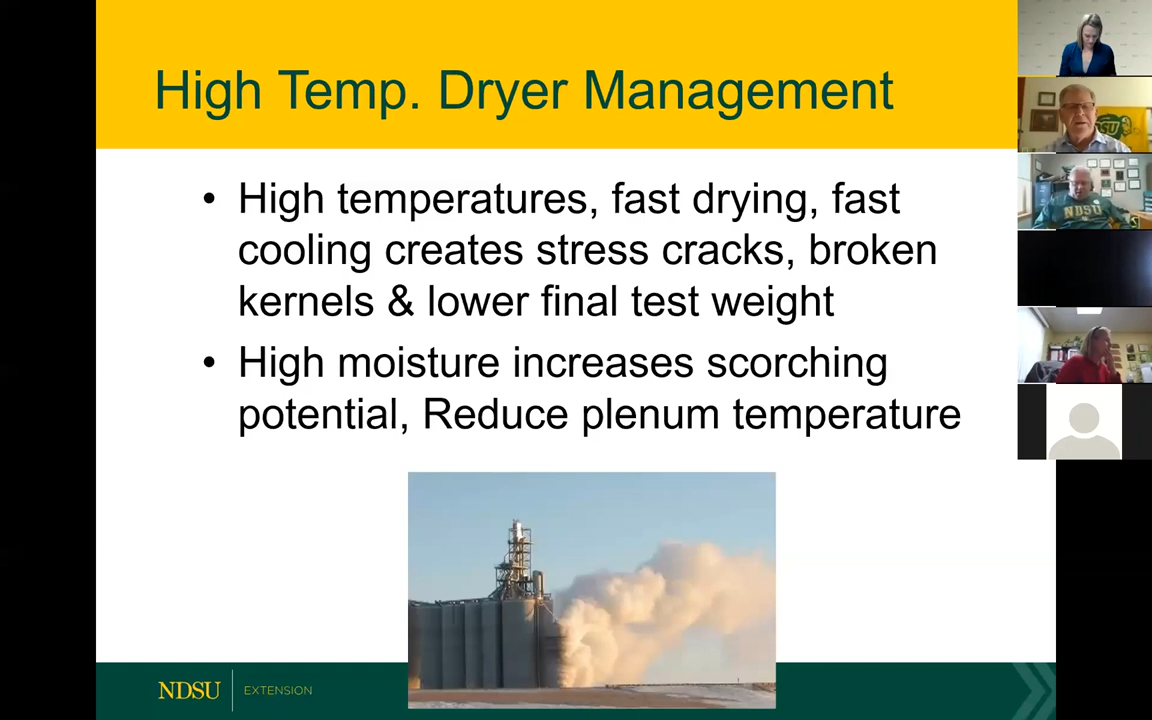 High Temp. Dryer Management
• High temperatures, fast drying, fast
cooling creates stress cracks, broken
kernels & lower final test weight
• High moisture increases scorching
potential, Reduce plenum temperature
NDSU
EXTENSION
NDSU